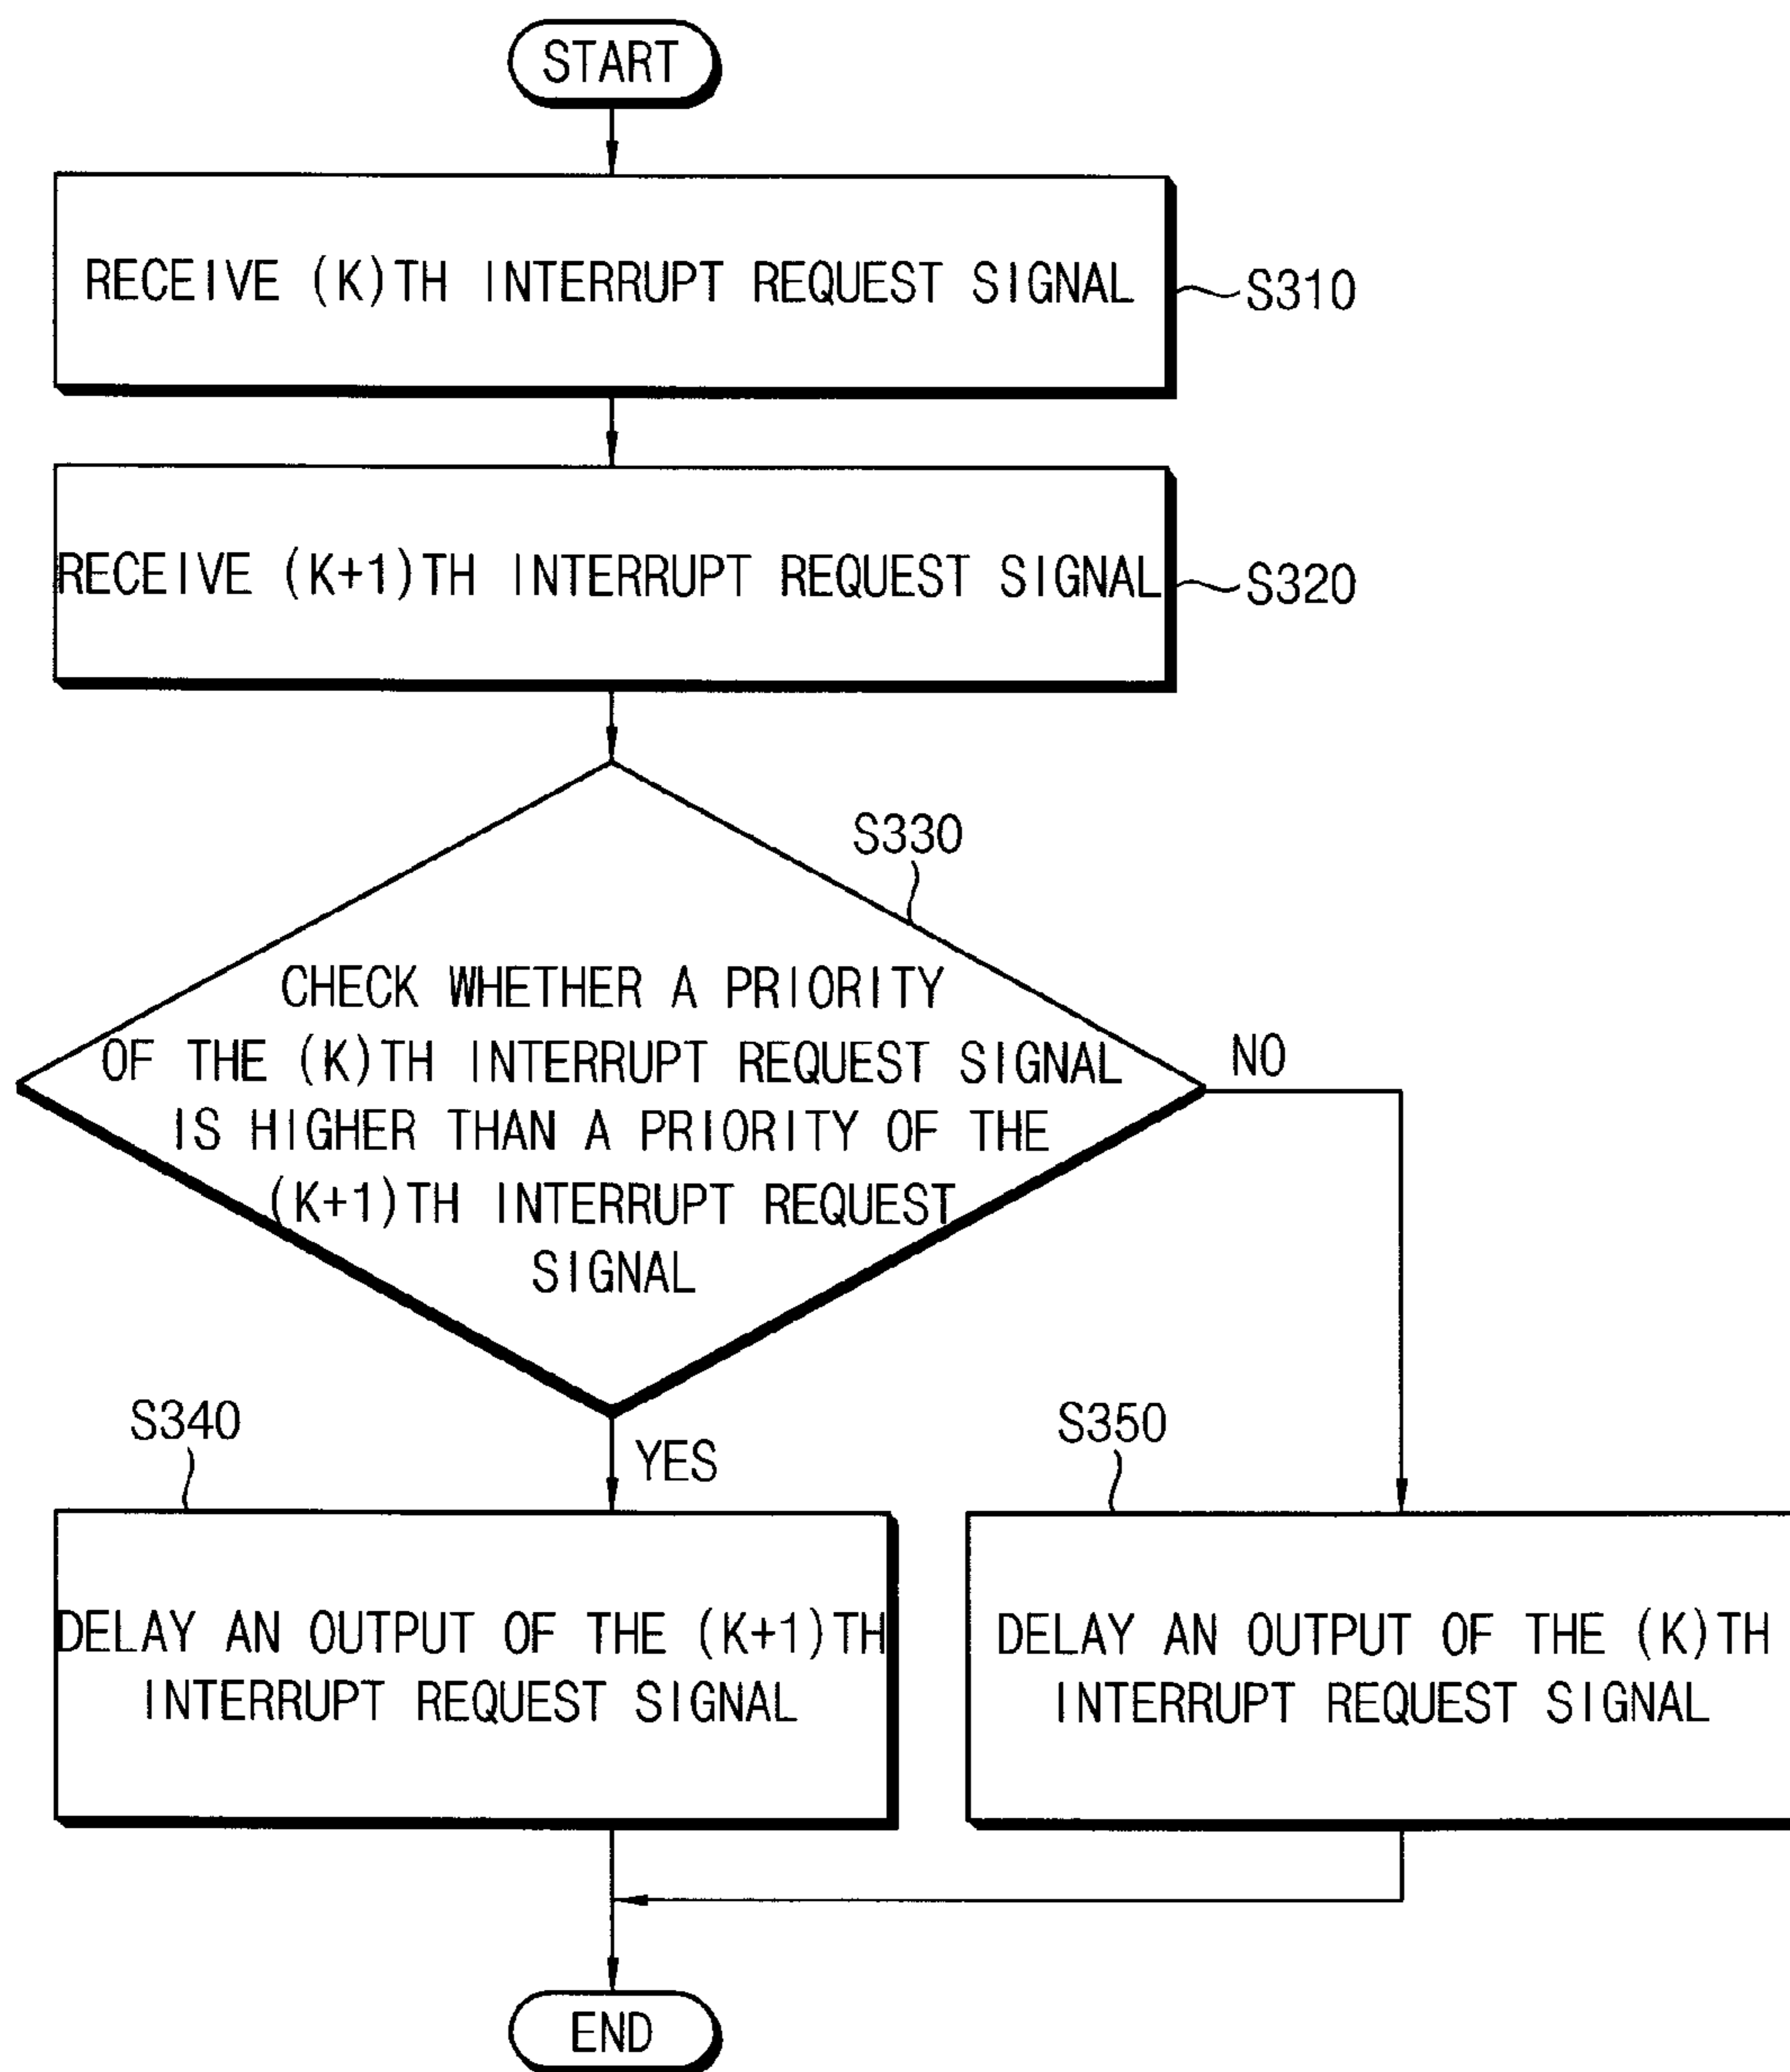 START
RECEIVE (K)TH INTERRUPT REQUEST SIGNAL
S310
RECEIVE (K+1)TH INTERRUPT REQUEST SIGNAL
S320
S330
CHECK WHETHER A PRIORITY
OF THE (K)TH INTERRUPT REQUEST SIGNAL
IS HIGHER THAN A PRIORITY OF THE
(K+1)TH INTERRUPT REQUEST
SIGNAL
NO
YES
S340
DELAY AN OUTPUT OF THE (K+1)TH
INTERRUPT REQUEST SIGNAL
S350
DELAY AN OUTPUT OF THE (K)TH
INTERRUPT REQUEST SIGNAL
END